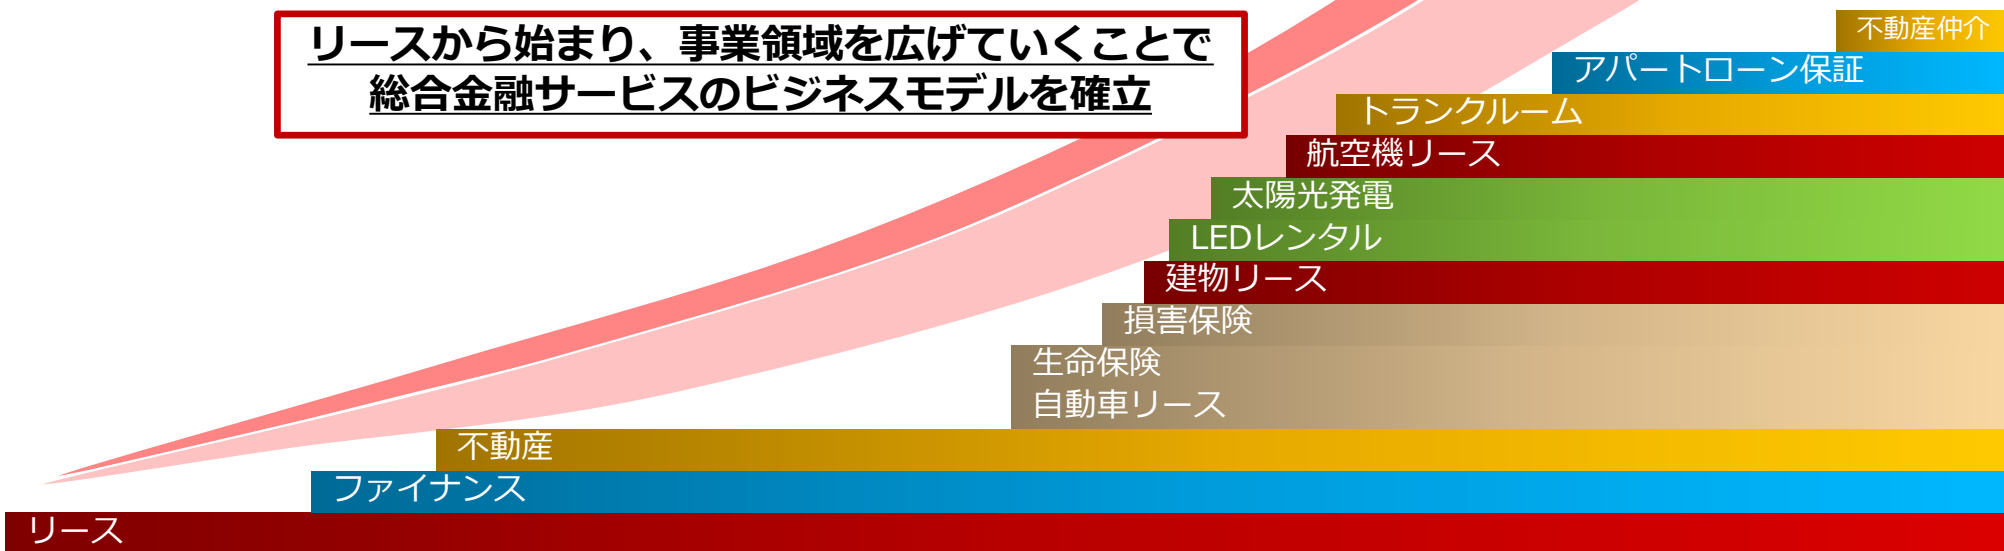 リースから始まり、事業領域を広げていくことで
総合金融サービスのビジネスモデルを確立
不動産仲介
アパートローン保証
トランクルーム
航空機リース
太陽光発電
LEDレンタル
建物リース
損害保険
生命保険
自動車リース
不動産
ファイナンス
リース